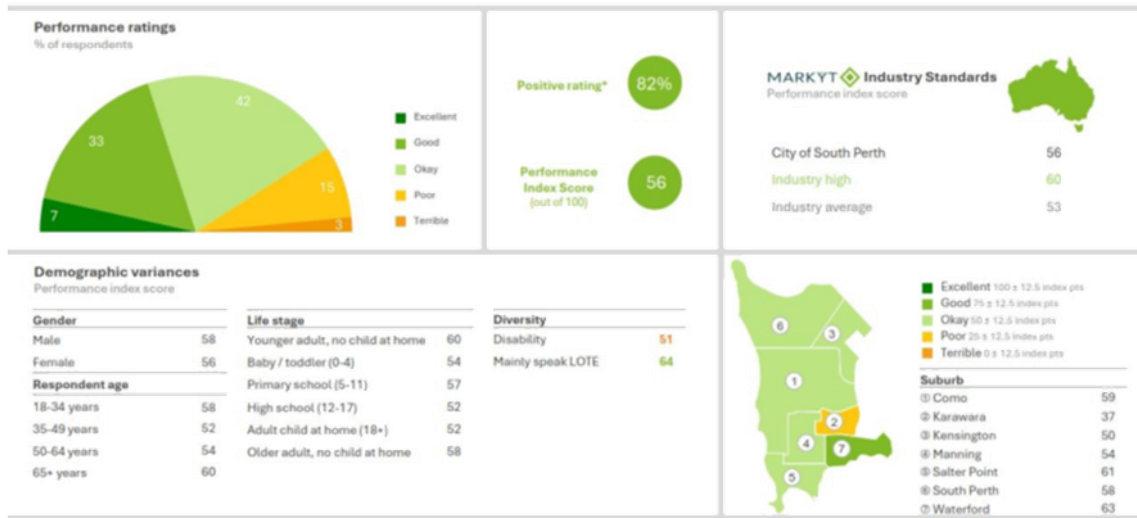 Performance ratings
% of respondents
7
33
42
15
3
Excellent
Good
Okay
Poor
Terrible
Positive rating* 82%
Performance Index Score (out of 100) 56
MARKYT Industry Standards
Performance index score
City of South Perth 56
Industry high 60
Industry average 53
Demographic variances
Performance index score
Gender
Male 58
Female 56
Respondent age
18-34 years 58
35-49 years 52
50-64 years 54
65+ years 60
Life stage
Younger adult, no child at home 60
Baby / toddler (0-4) 54
Primary school (5-11) 57
High school (12-17) 52
Adult child at home (18+) 52
Older adult, no child at home 58
Diversity
Disability 51
Mainly speak LOTE 64
6
3
1
2
4
7
5
Excellent 100 ± 12.5 index pts
Good 75 ± 12.5 index pts
Okay 50 ± 12.5 index pts
Poor 25 ± 12.5 index pts
Terrible 0 ± 12.5 index pts
Suburb
① Como 59
② Karawara 37
③ Kensington 50
④ Manning 54
⑤ Salter Point 61
⑥ South Perth 58
⑦ Waterford 63